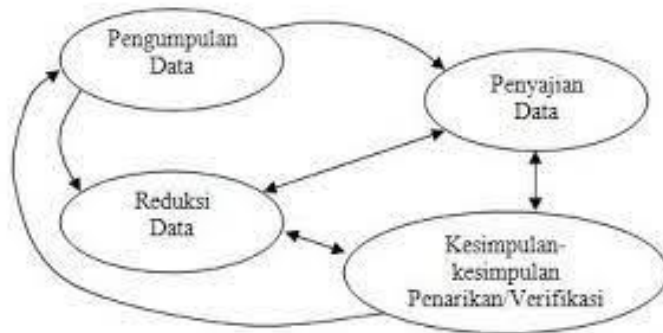 Pengumpulan
Data
Penyajian
Data
Reduksi
Data
Kesimpulan-
kesimpulan
Penarikan/Verifikasi